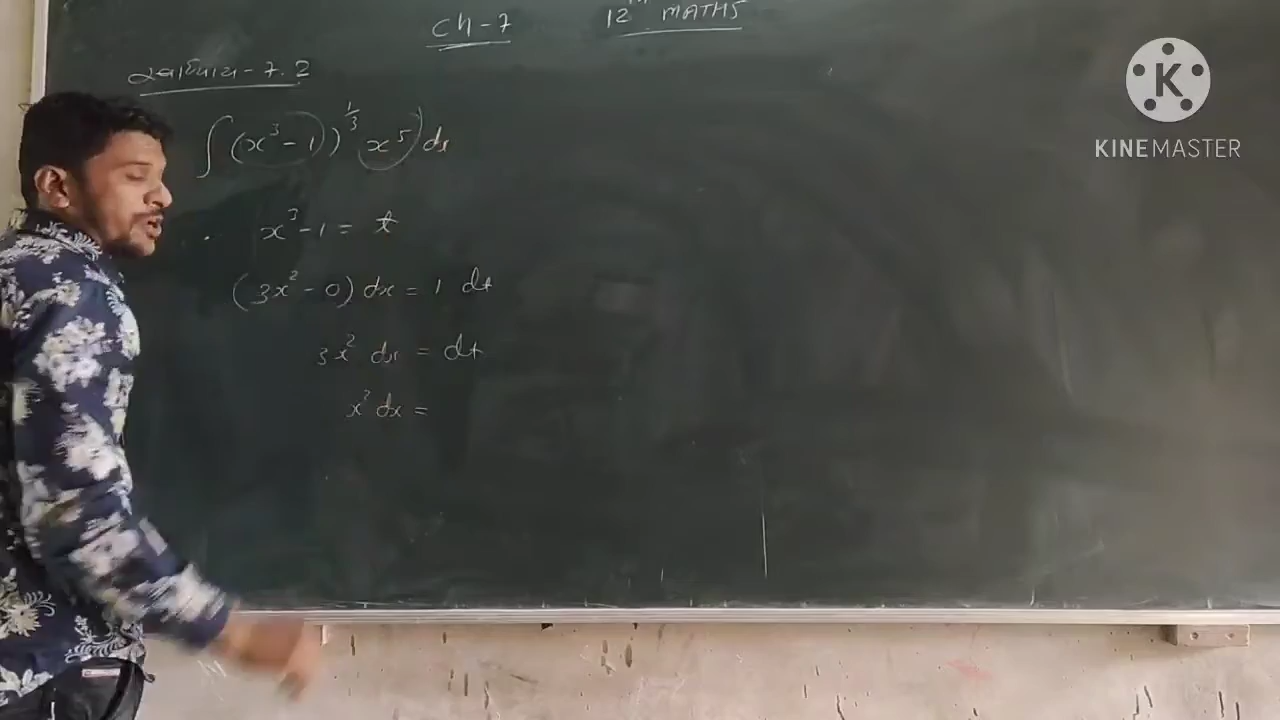 Ch-7 12th MATHS
સ્વાધ્યાય-7.2
∫(x³-1))^(1/3) x⁵) dx
x³-1 = t
(3x²-0) dx = 1 dt
3x² dx = dt
x² dx =
K
KINEMASTER